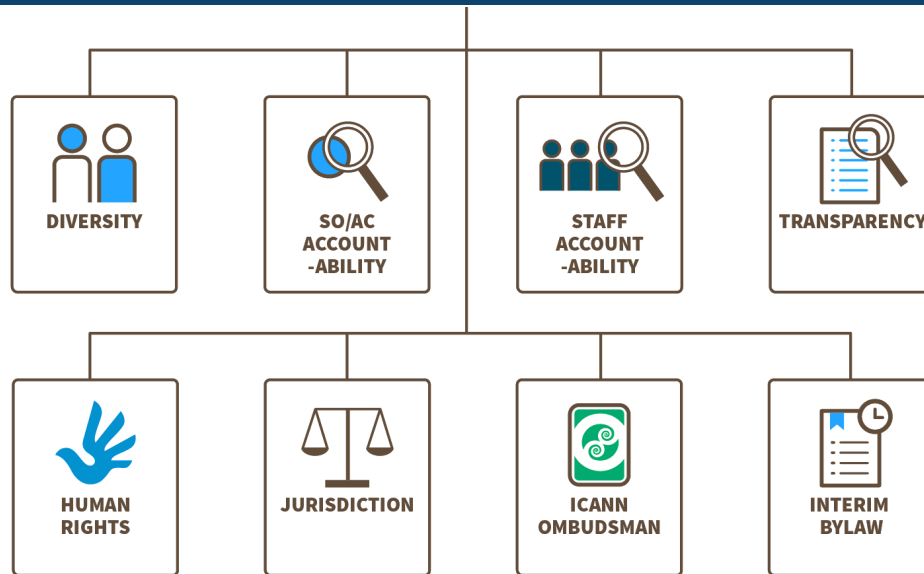 DIVERSITY
SO/AC
ACCOUNT
-ABILITY
STAFF
ACCOUNT
-ABILITY
TRANSPARENCY
HUMAN
RIGHTS
JURISDICTION
ICANN
OMBUDSMAN
INTERIM
BYLAW